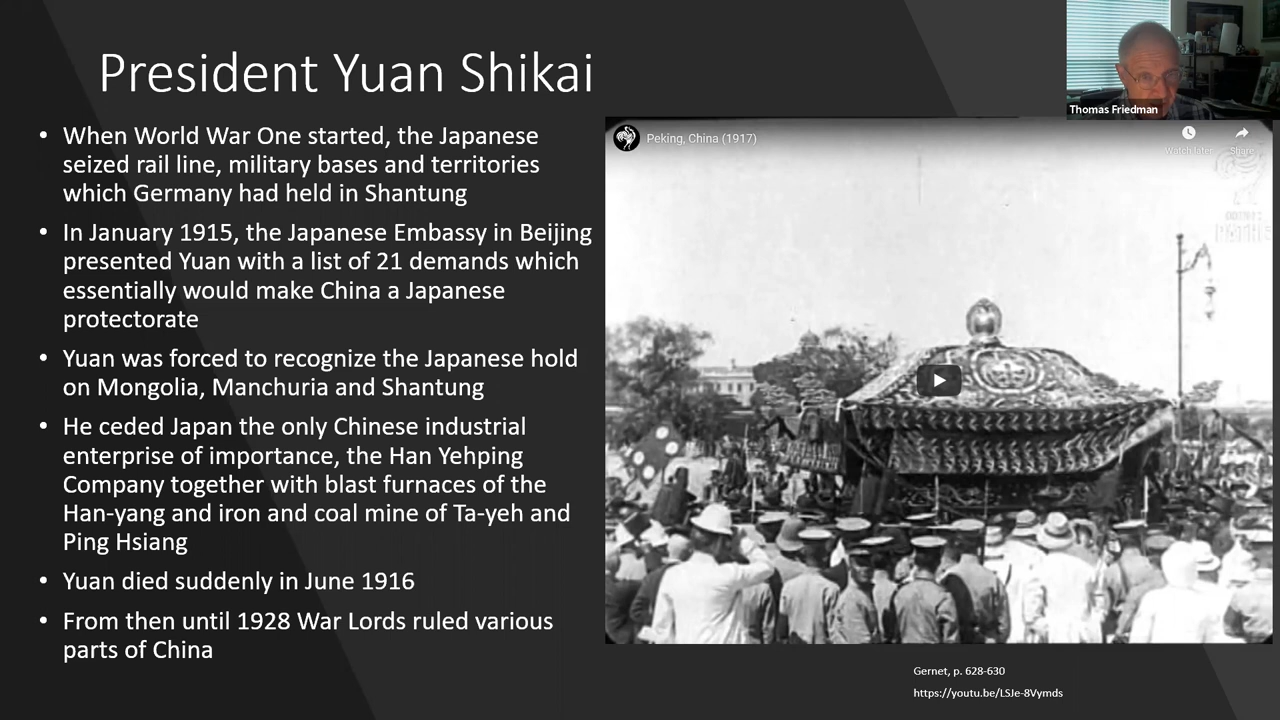 President Yuan Shikai
• When World War One started, the Japanese
seized rail line, military bases and territories
which Germany had held in Shantung
• In January 1915, the Japanese Embassy in Beijing
presented Yuan with a list of 21 demands which
essentially would make China a Japanese
protectorate
• Yuan was forced to recognize the Japanese hold
on Mongolia, Manchuria and Shantung
• He ceded Japan the only Chinese industrial
enterprise of importance, the Han Yehping
Company together with blast furnaces of the
Han-yang and iron and coal mine of Ta-yeh and
Ping Hsiang
• Yuan died suddenly in June 1916
• From then until 1928 War Lords ruled various
parts of China
Thomas Friedman
Peking, China (1917)
Watch later
Share
Gernet, p. 628-630
https://youtu.be/LSJe-8Vymds